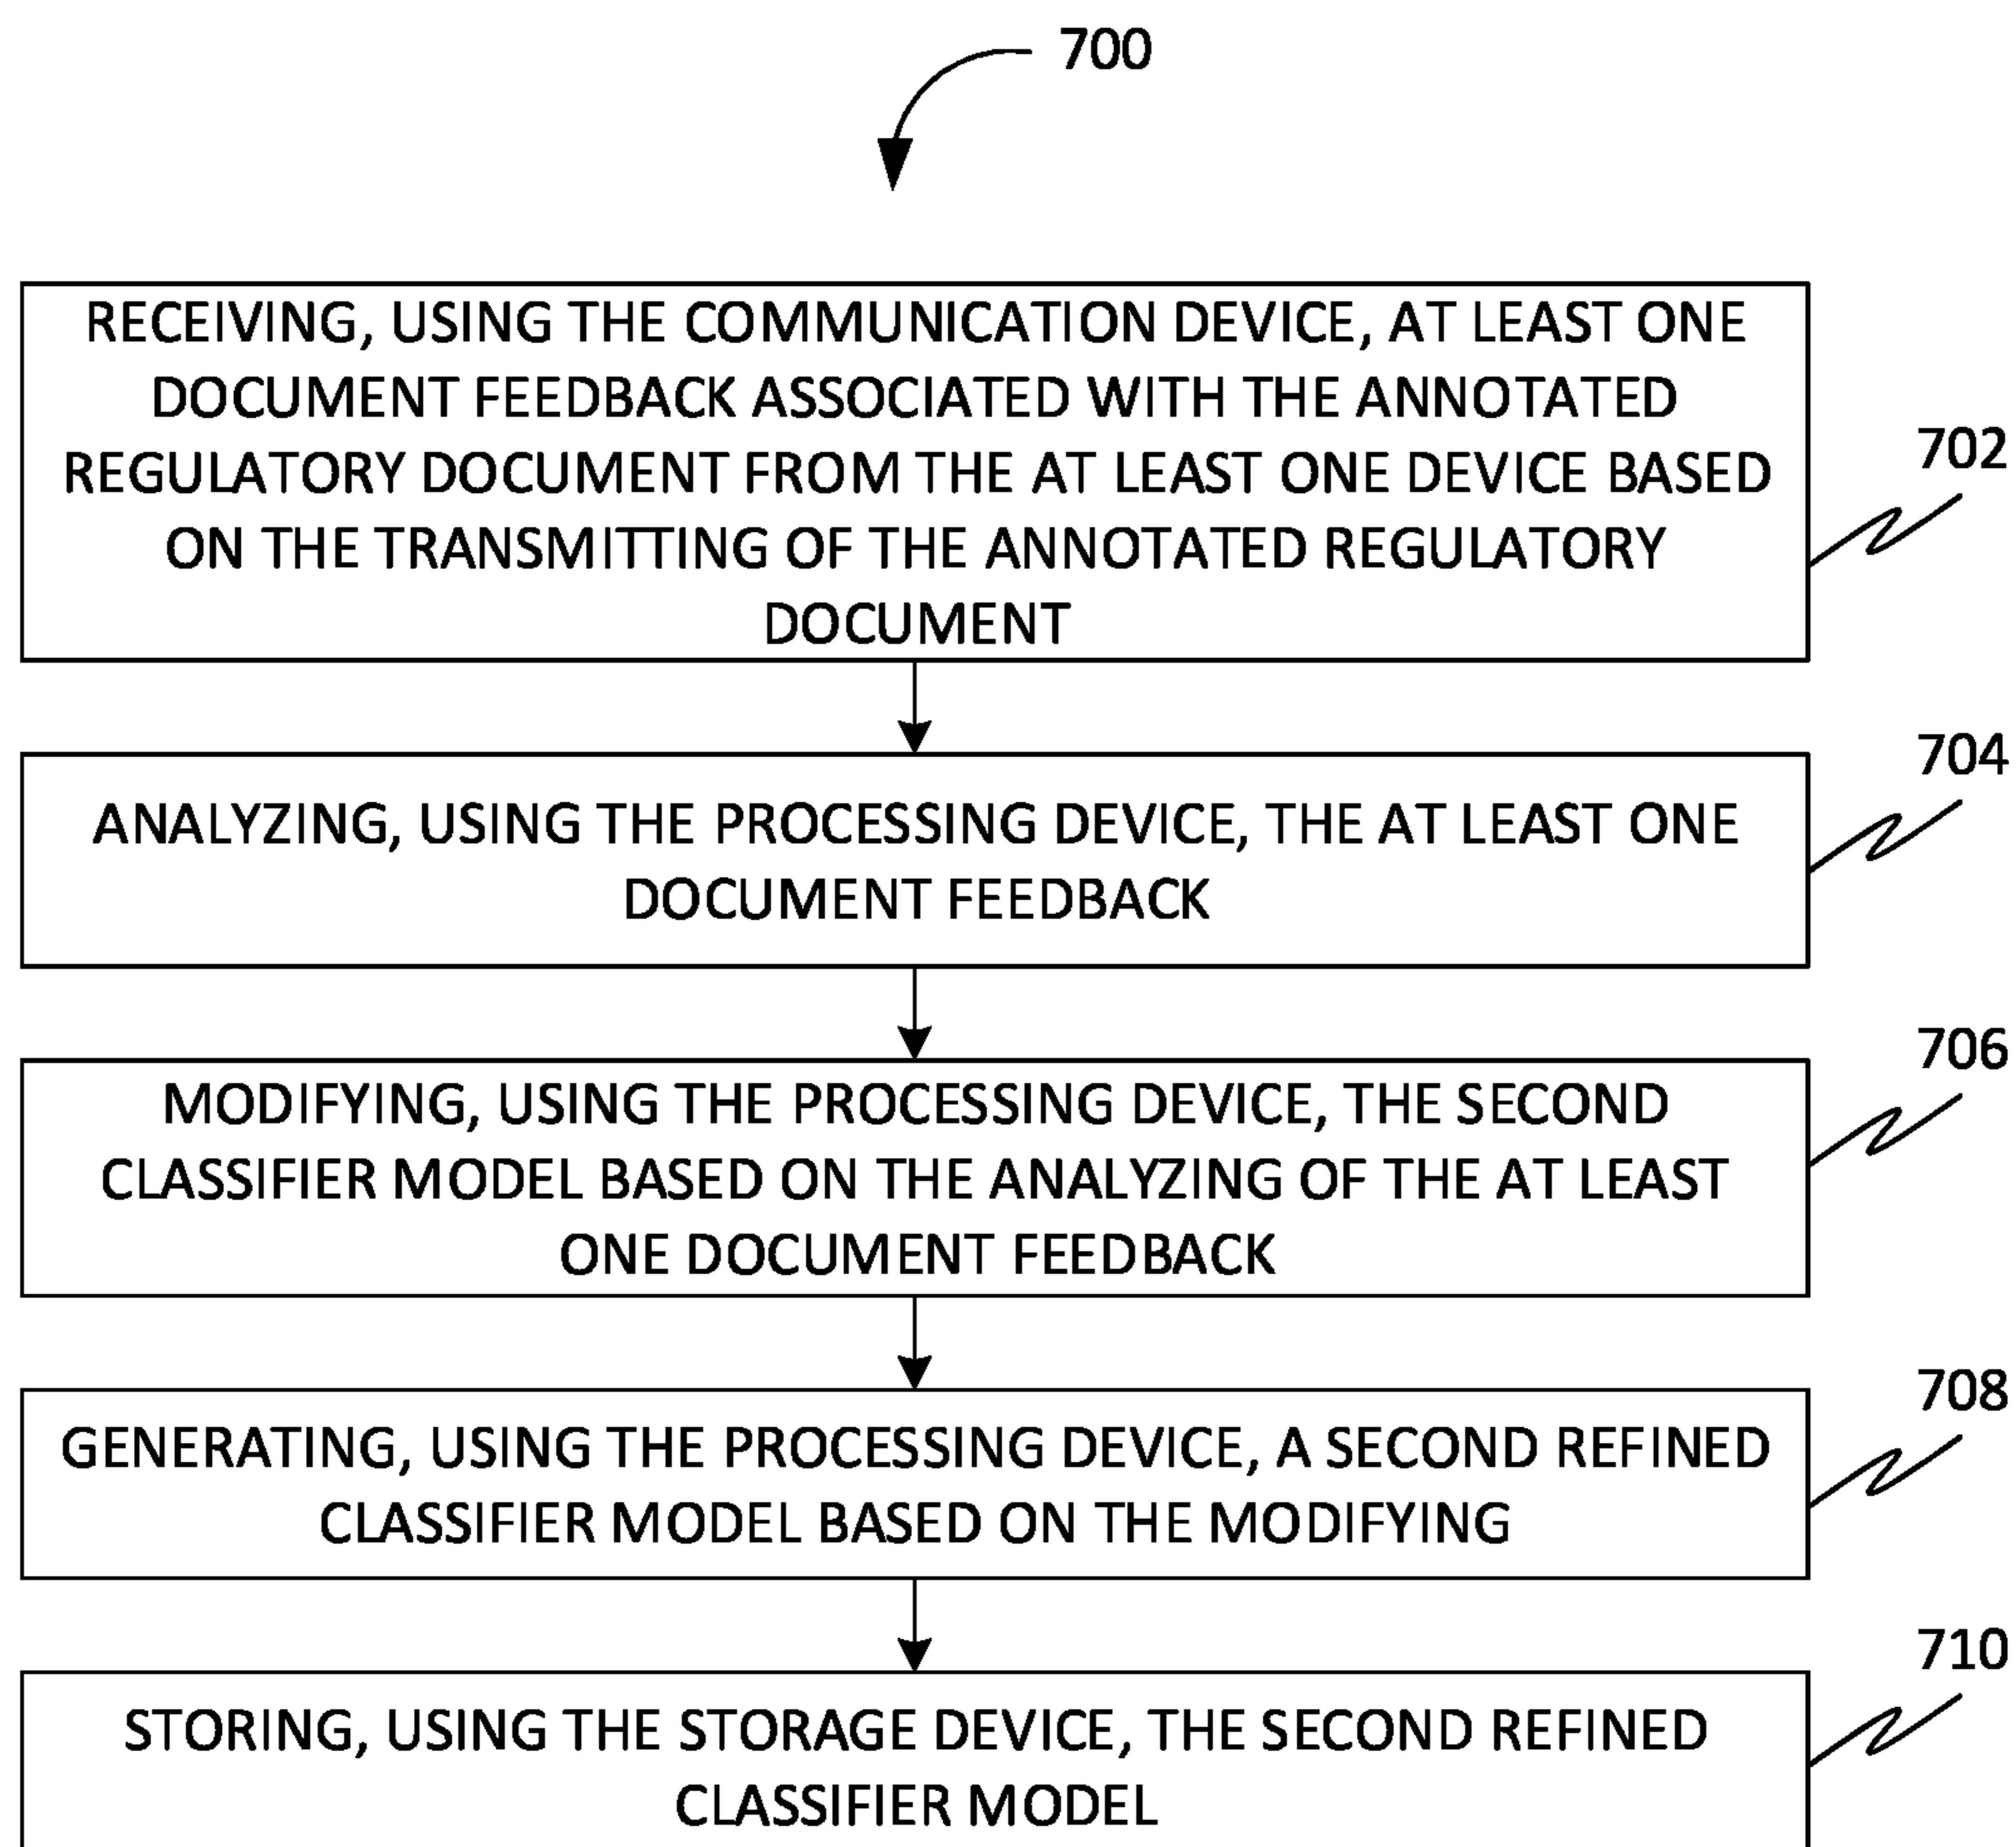 700
RECEIVING, USING THE COMMUNICATION DEVICE, AT LEAST ONE
DOCUMENT FEEDBACK ASSOCIATED WITH THE ANNOTATED
REGULATORY DOCUMENT FROM THE AT LEAST ONE DEVICE BASED
ON THE TRANSMITTING OF THE ANNOTATED REGULATORY
DOCUMENT
702
ANALYZING, USING THE PROCESSING DEVICE, THE AT LEAST ONE
DOCUMENT FEEDBACK
704
MODIFYING, USING THE PROCESSING DEVICE, THE SECOND
CLASSIFIER MODEL BASED ON THE ANALYZING OF THE AT LEAST
ONE DOCUMENT FEEDBACK
706
GENERATING, USING THE PROCESSING DEVICE, A SECOND REFINED
CLASSIFIER MODEL BASED ON THE MODIFYING
708
STORING, USING THE STORAGE DEVICE, THE SECOND REFINED
CLASSIFIER MODEL
710